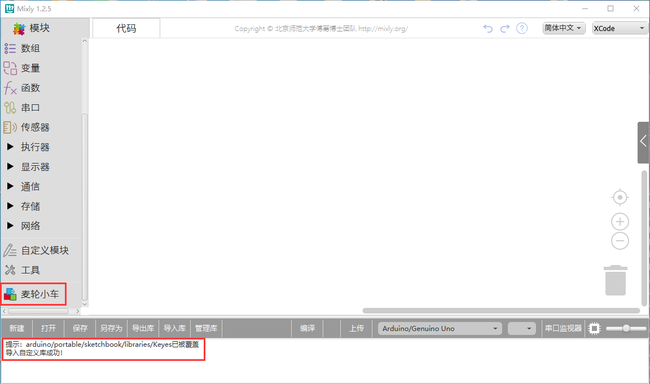 Mixly 1.2.5
模块
代码
Copyright © 北京师范大学傅骞博士团队 http://mixly.org/
简体中文
XCode
数组
变量
函数
串口
传感器
执行器
显示器
通信
存储
网络
自定义模块
工具
麦轮小车
新建 打开 保存 另存为 导出库 导入库 管理库 编译 上传 Arduino/Genuino Uno 串口监视器
提示: arduino/portable/sketchbook/libraries/Keyes已被覆盖
导入自定义库成功!